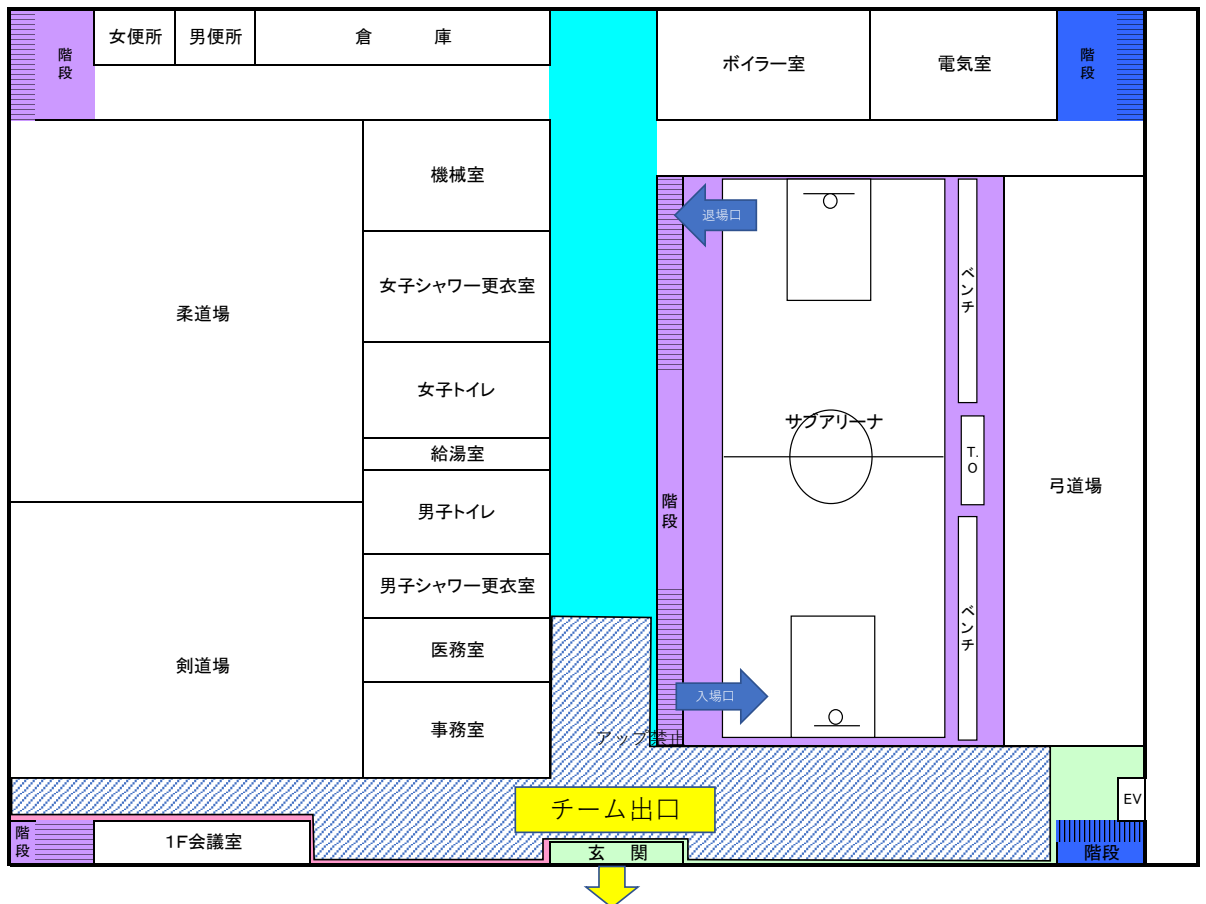 階段
女便所
男便所
倉　　　庫
ボイラー室
電気室
階段
機械室
退場口
女子シャワー更衣室
ベンチ
柔道場
女子トイレ
サブアリーナ
給湯室
T.O
弓道場
男子トイレ
階段
男子シャワー更衣室
ベンチ
医務室
剣道場
入場口
事務室
アップ禁止
チーム出口
EV
階段
1F会議室
玄　関
階段